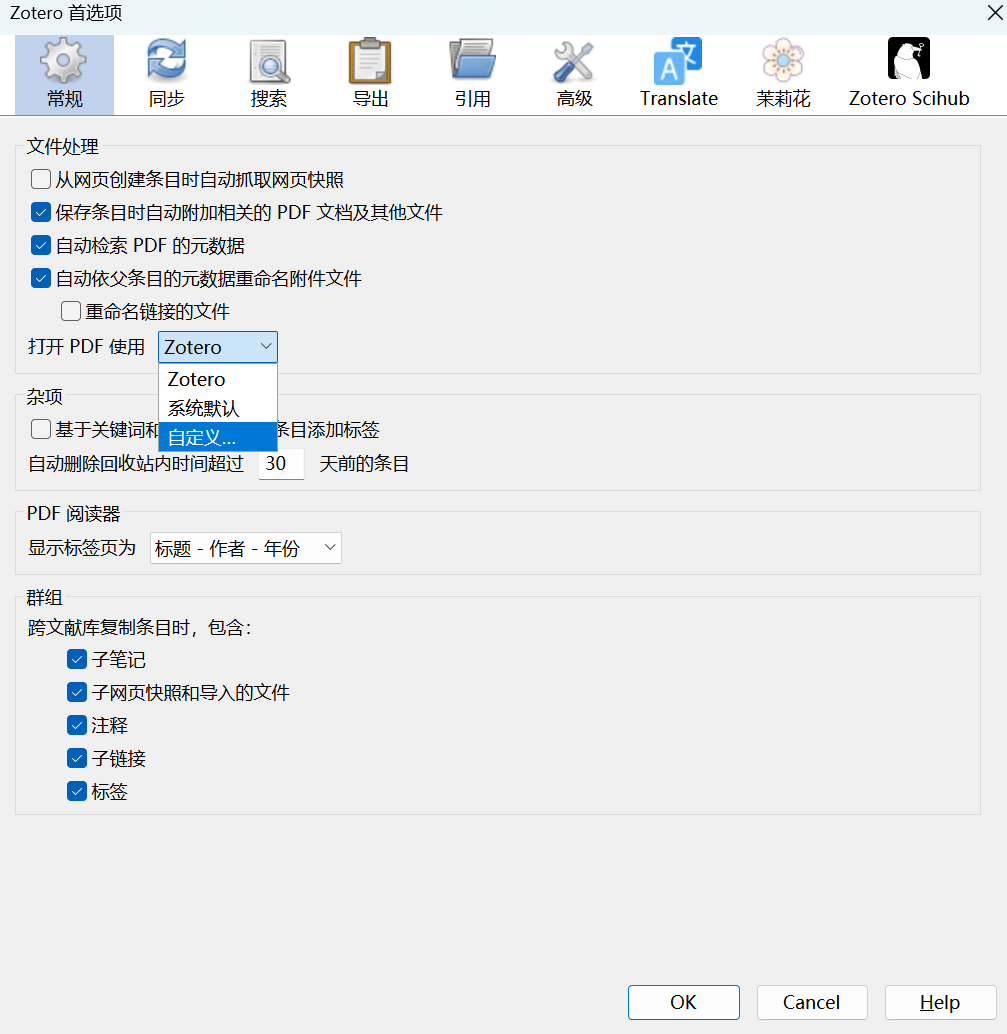 Zotero 首选项
常规 同步 搜索 导出 引用 高级 Translate 茉莉花 Zotero Scihub
文件处理
从网页创建条目时自动抓取网页快照
保存条目时自动附加相关的 PDF 文档及其他文件
自动检索 PDF 的元数据
自动依父条目的元数据重命名附件文件
重命名链接的文件
打开 PDF 使用 Zotero
Zotero
杂项
系统默认
基于关键词和 条目添加标签
自定义...
自动删除回收站内时间超过 30 天前的条目
PDF 阅读器
显示标签页为 标题 - 作者 - 年份
群组
跨文献库复制条目时，包含：
子笔记
子网页快照和导入的文件
注释
子链接
标签
OK Cancel Help